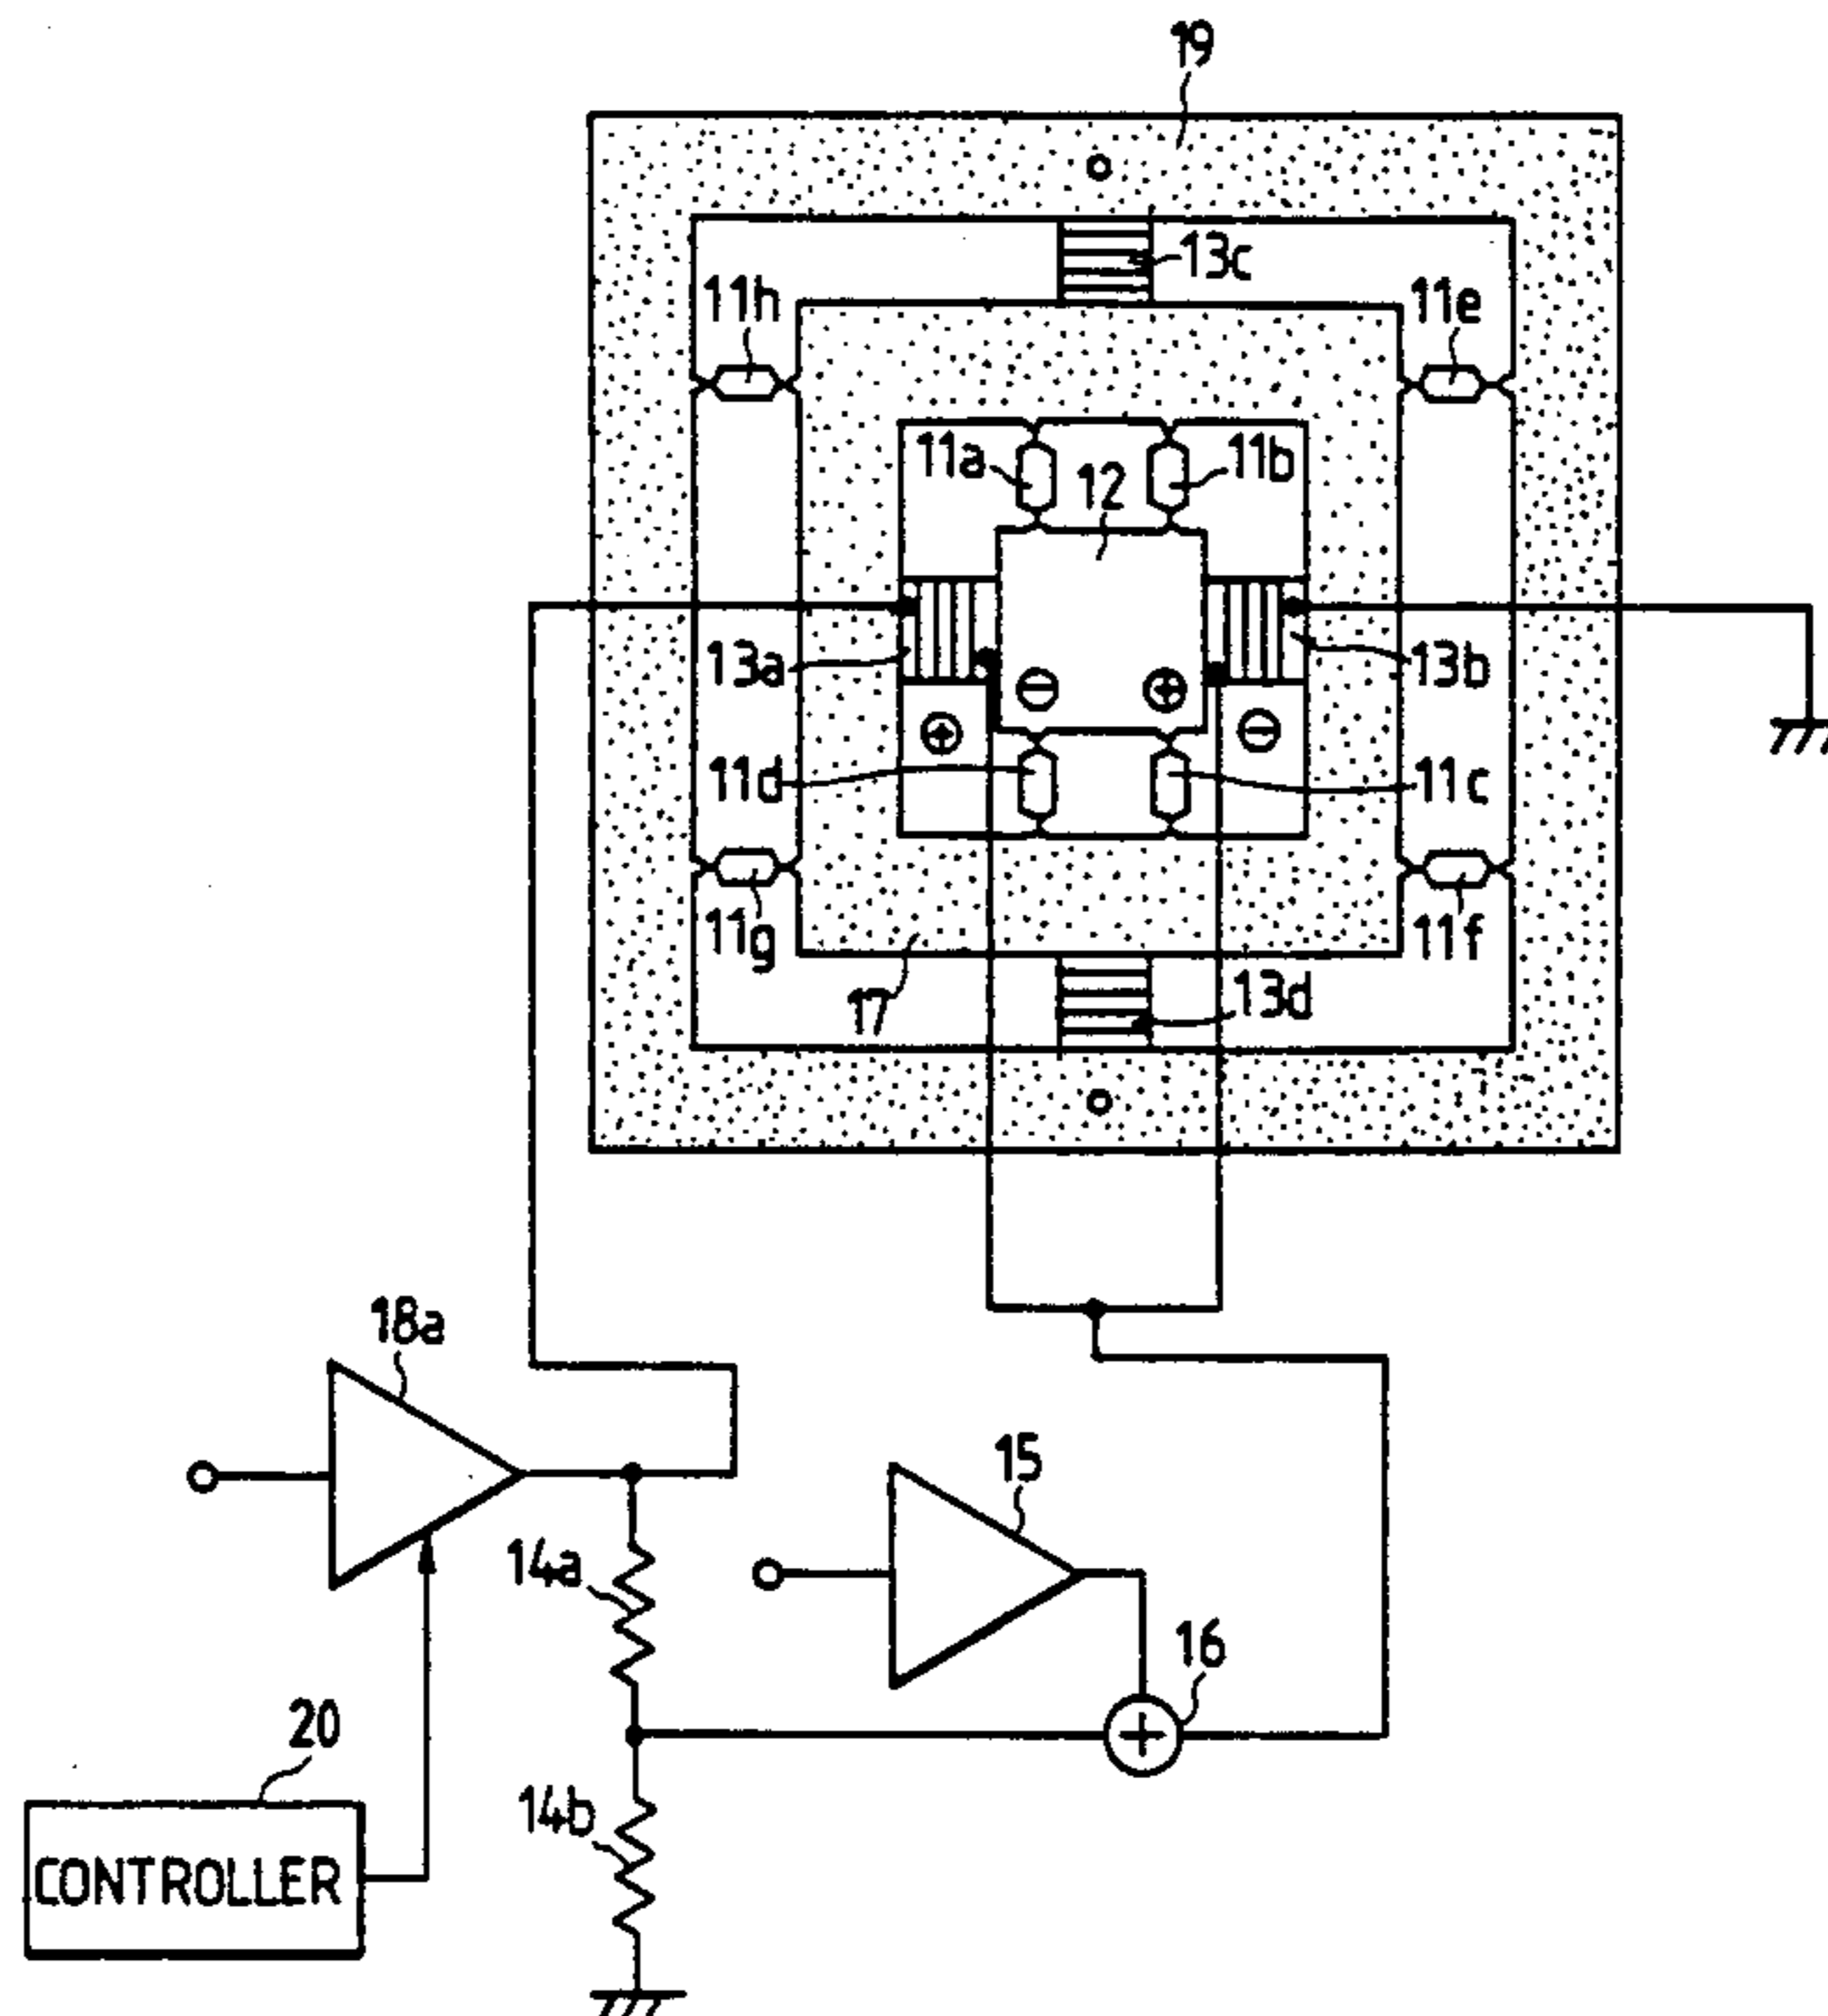 19
13c
11h
11e
11a
11b
12
13a
13b
⊖ ⊕
⊕ ⊖
11d
11c
11g
11f
17
13d
18a
15
14a
16
+
20
14b
CONTROLLER